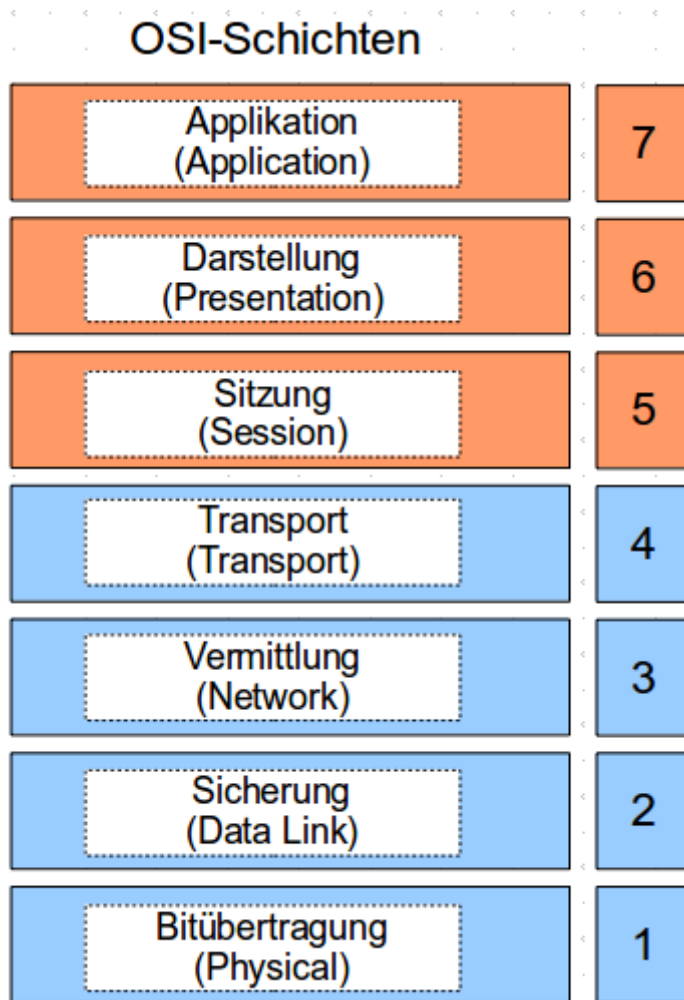 OSI-Schichten
Applikation
(Application)
7
Darstellung
(Presentation)
6
Sitzung
(Session)
5
Transport
(Transport)
4
Vermittlung
(Network)
3
Sicherung
(Data Link)
2
Bitübertragung
(Physical)
1